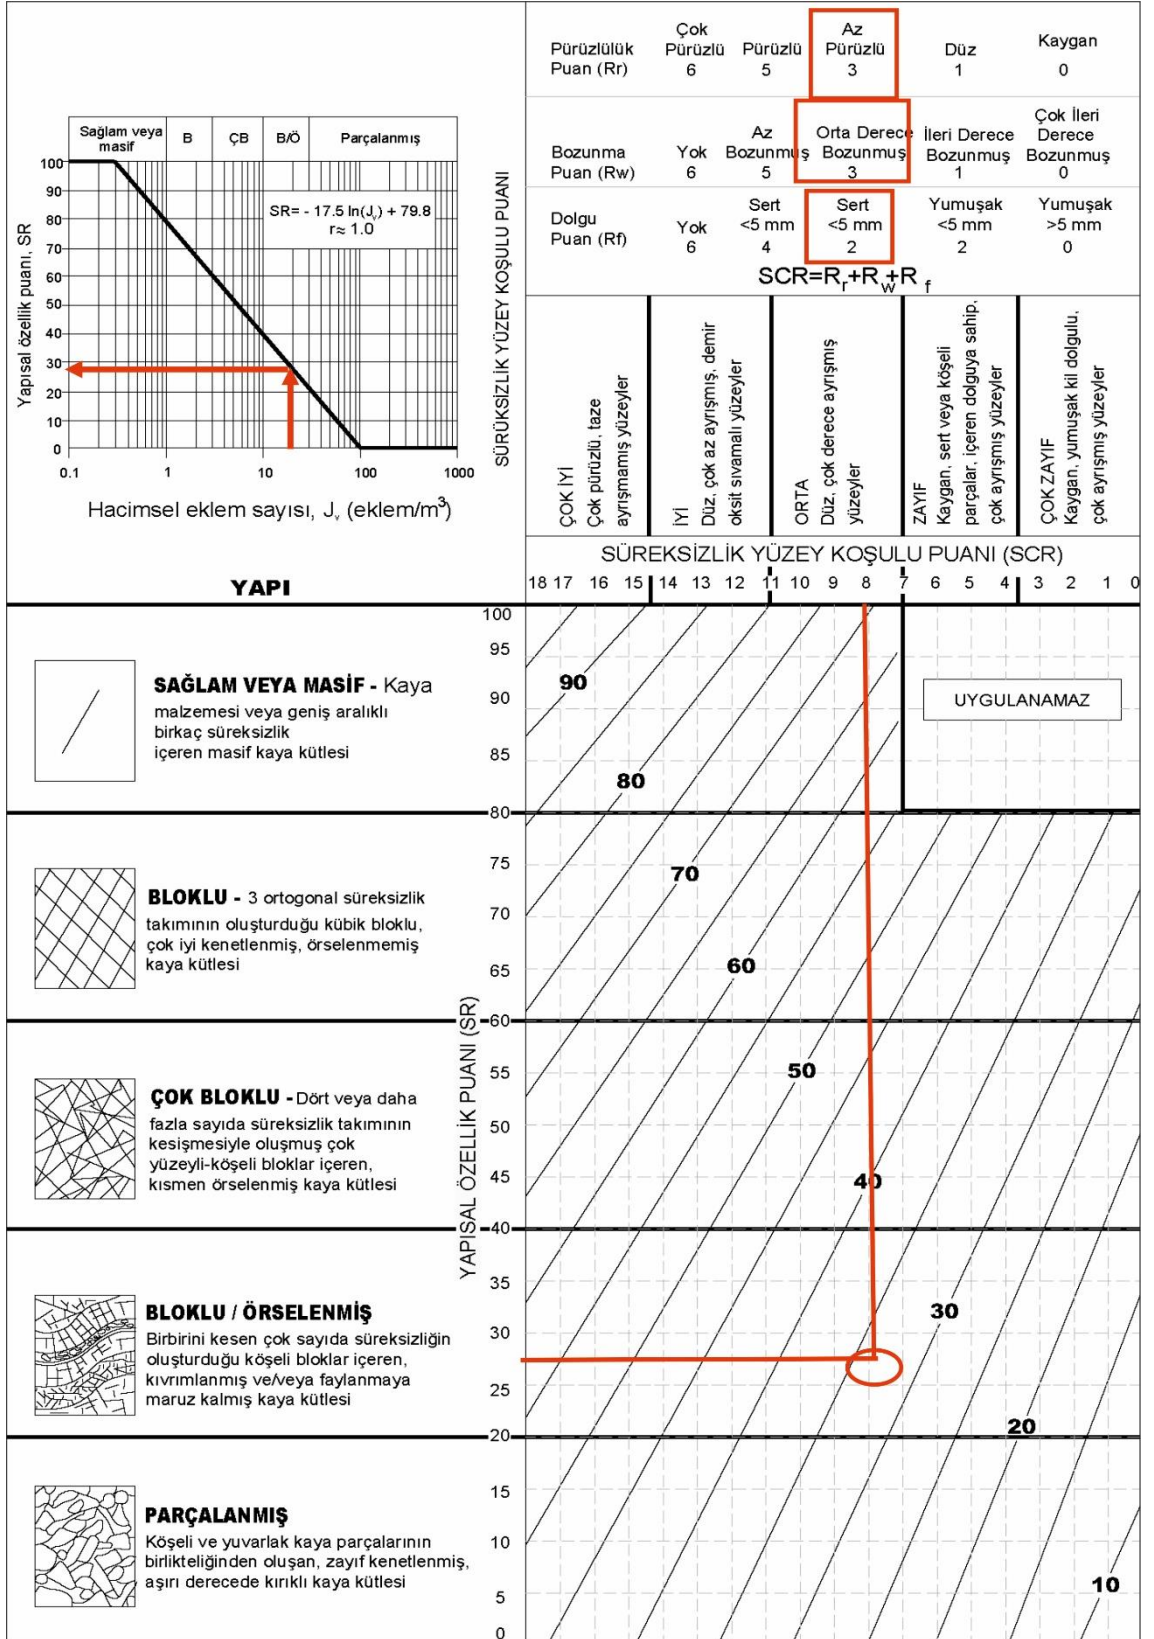 Sağlam veya
masif
B
ÇB
B/Ö
Parçalanmış
SR= - 17.5 ln(Jᵥ) + 79.8
r≈ 1.0
Yapısal özellik puanı, SR
100
90
80
70
60
50
40
30
20
10
0
0.1 1 10 100 1000
Hacimsel eklem sayısı, Jᵥ (eklem/m³)
SÜRÜKSIZLIK YÜZEY KOŞULU PUANI
Pürüzlülük
Puan (Rr)
Çok
Pürüzlü
6
Pürüzlü
5
Az
Pürüzlü
3
Düz
1
Kaygan
0
Bozunma
Puan (Rw)
Yok
6
Az
Bozunmuş
5
Orta Derece
Bozunmuş
3
İleri Derece
Bozunmuş
1
Çok İleri
Derece
Bozunmuş
0
Dolgu
Puan (Rf)
Yok
6
Sert
<5 mm
4
Sert
<5 mm
2
Yumuşak
<5 mm
2
Yumuşak
>5 mm
0
SCR=Rr+Rw+Rf
ÇOK İYİ
Çok pürüzlü, taze
ayrışmamış yüzeyler
İYİ
Düz, çok az ayrışmış, demir
oksit sıvamalı yüzeyler
ORTA
Düz, çok derece ayrışmış
yüzeyler
ZAYIF
Kaygan, sert veya köşeli
parçalar, içeren dolguya sahip,
çok ayrışmış yüzeyler
ÇOK ZAYIF
Kaygan, yumuşak kil dolgulu,
çok ayrışmış yüzeyler
SÜREKSİZLİK YÜZEY KOŞULU PUANI (SCR)
YAPI
18 17 16 15 14 13 12 11 10 9 8 7 6 5 4 3 2 1 0
YAPISAL ÖZELLİK PUANI (SR)
100
95
90
85
80
75
70
65
60
55
50
45
40
35
30
25
20
15
10
5
0
SAĞLAM VEYA MASİF - Kaya
malzemesi veya geniş aralıklı
birkaç süreksizlik
içeren masif kaya kütlesi
BLOKLU - 3 ortogonal süreksizlik
takımının oluşturduğu kübik bloklu,
çok iyi kenetlenmiş, örselenmemiş
kaya kütlesi
ÇOK BLOKLU - Dört veya daha
fazla sayıda süreksizlik takımının
kesişmesiyle oluşmuş çok
yüzeyli-köşeli bloklar içeren,
kısmen örselenmiş kaya kütlesi
BLOKLU / ÖRSELENMİŞ
Birbirini kesen çok sayıda süreksizliğin
oluşturduğu köşeli bloklar içeren,
kıvrımlanmış ve/veya faylanmaya
maruz kalmış kaya kütlesi
PARÇALANMIŞ
Köşeli ve yuvarlak kaya parçalarının
birlikteliğinden oluşan, zayıf kenetlenmiş,
aşırı derecede kırıklı kaya kütlesi
UYGULANAMAZ
90
80
70
60
50
40
30
20
10